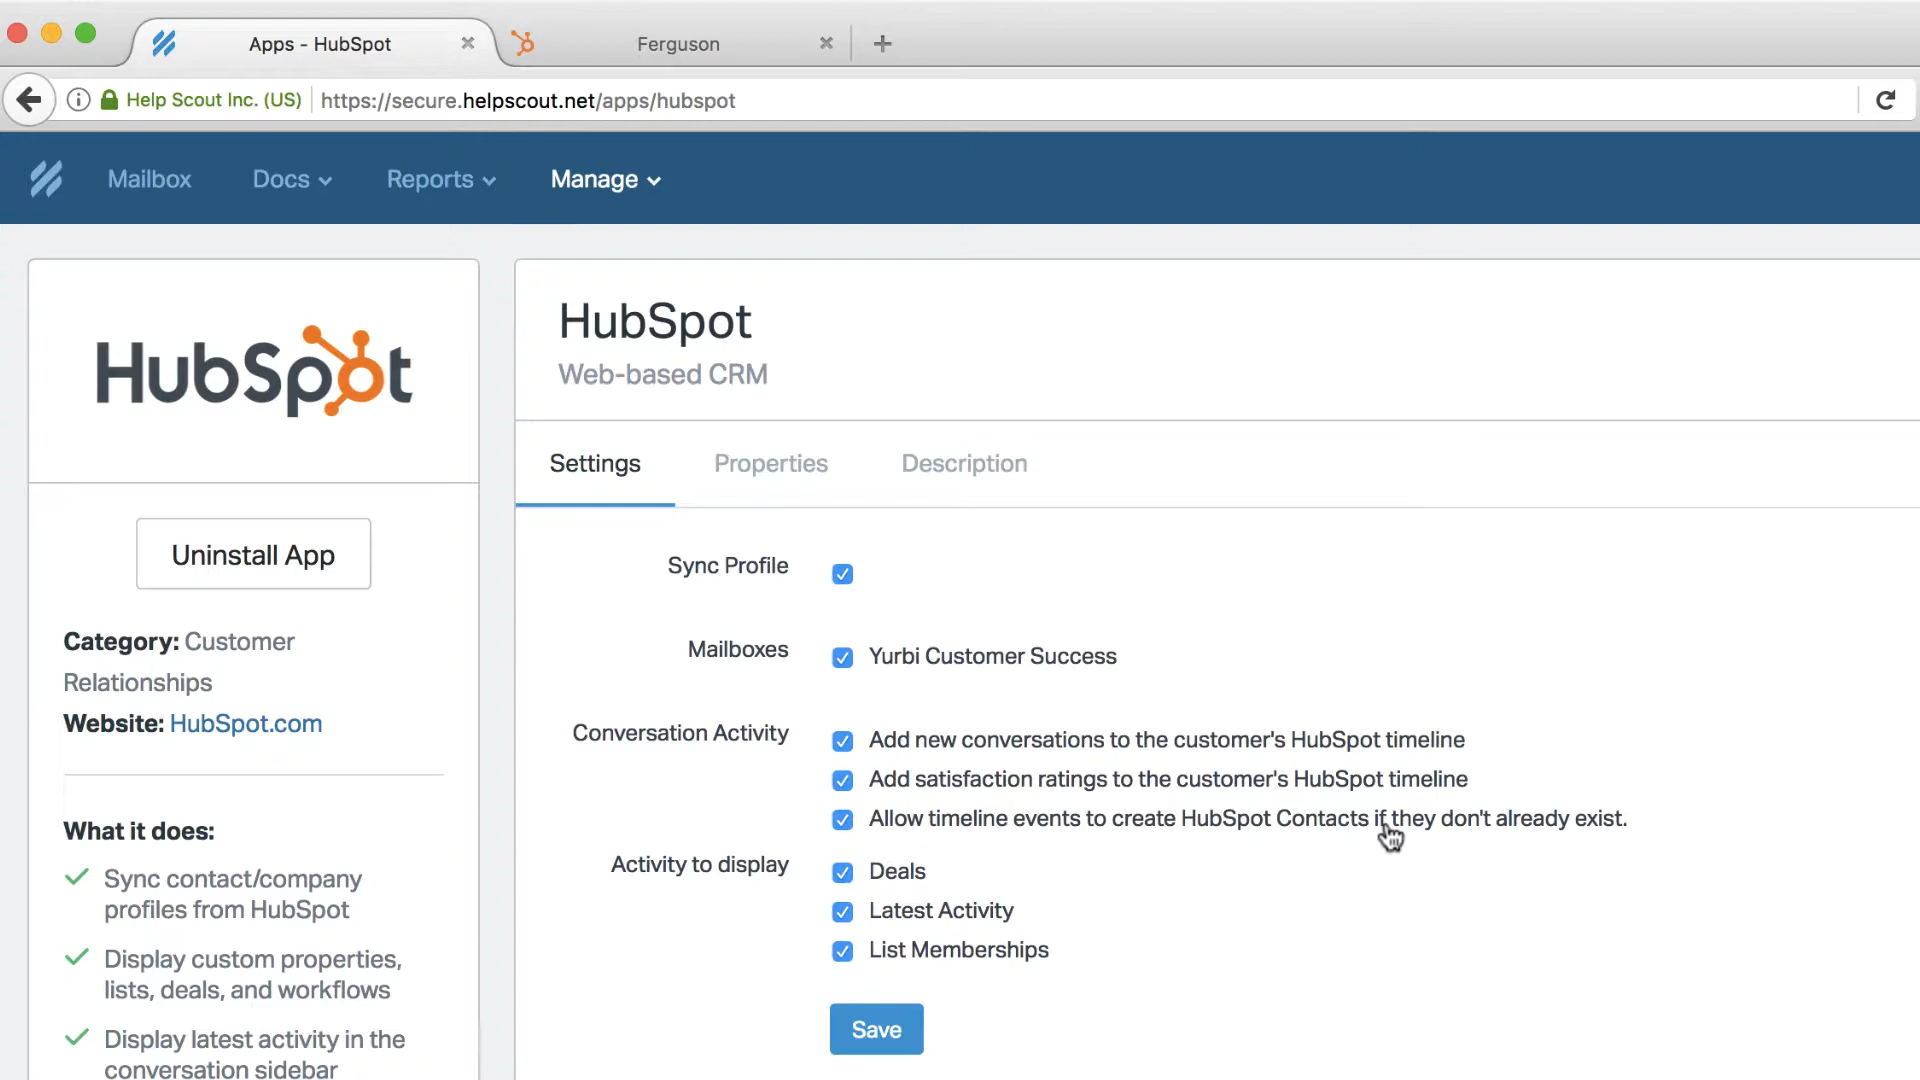 Apps - HubSpot
Ferguson
Help Scout Inc. (US)
https://secure.helpscout.net/apps/hubspot
Mailbox
Docs
Reports
Manage
HubSpot
Uninstall App
Category: Customer
Relationships
Website: HubSpot.com
What it does:
Sync contact/company
profiles from HubSpot
Display custom properties,
lists, deals, and workflows
Display latest activity in the
conversation sidebar
HubSpot
Web-based CRM
Settings
Properties
Description
Sync Profile
Mailboxes
Yurbi Customer Success
Conversation Activity
Add new conversations to the customer's HubSpot timeline
Add satisfaction ratings to the customer's HubSpot timeline
Allow timeline events to create HubSpot Contacts if they don't already exist.
Activity to display
Deals
Latest Activity
List Memberships
Save